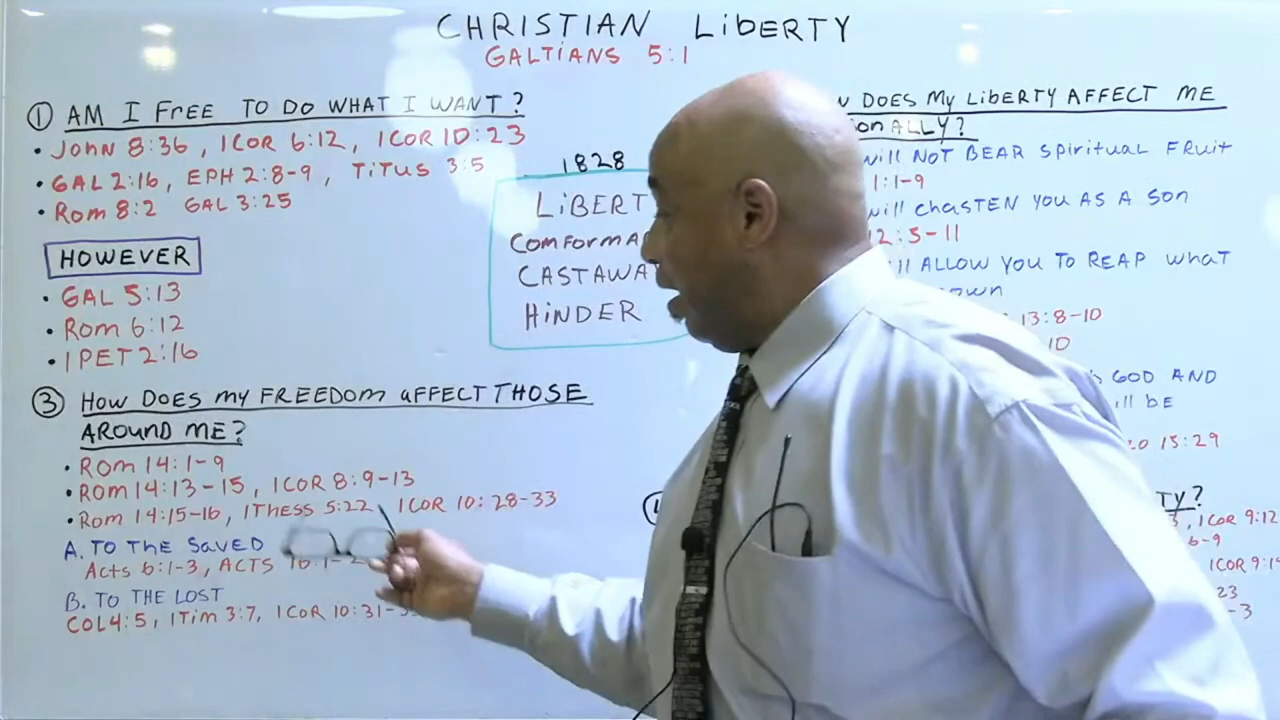 CHRISTIAN LIBERTY
GALTIANS 5:1
① AM I FREE TO DO WHAT I WANT?
• JOHN 8:36, 1COR 6:12, 1COR 10:23
• GAL 2:16, EPH 2:8-9, TITUS 3:5
• Rom 8:2 GAL 3:25
HOWEVER
• GAL 5:13
• Rom 6:12
• 1PET 2:16
③ HOW DOES MY FREEDOM AFFECT THOSE
AROUND ME?
• ROM 14:1-9
• ROM 14:13-15, 1COR 8:9-13
• ROM 14:15-16, 1THESS 5:22, 1COR 10:28-33
A. TO THE SAVED
ACTS 6:1-3, ACTS 16:1-
B. TO THE LOST
COL 4:5, 1Tim 3:7, 1COR 10:31-
1828
LIBERT
COMFORMA
CASTAWA
HINDER
DOES MY LIBERTY AFFECT ME
ALLY?
will NOT BEAR SPIRITUAL FRUIT
1:1-9
will CHASTEN YOU AS A SON
12:5-11
ALLOW YOU TO REAP WHAT
13:8-10
10
GOD AND
BE
15:29
TY?
, 1COR 9:12
6-9
1COR 9:1
23
-3